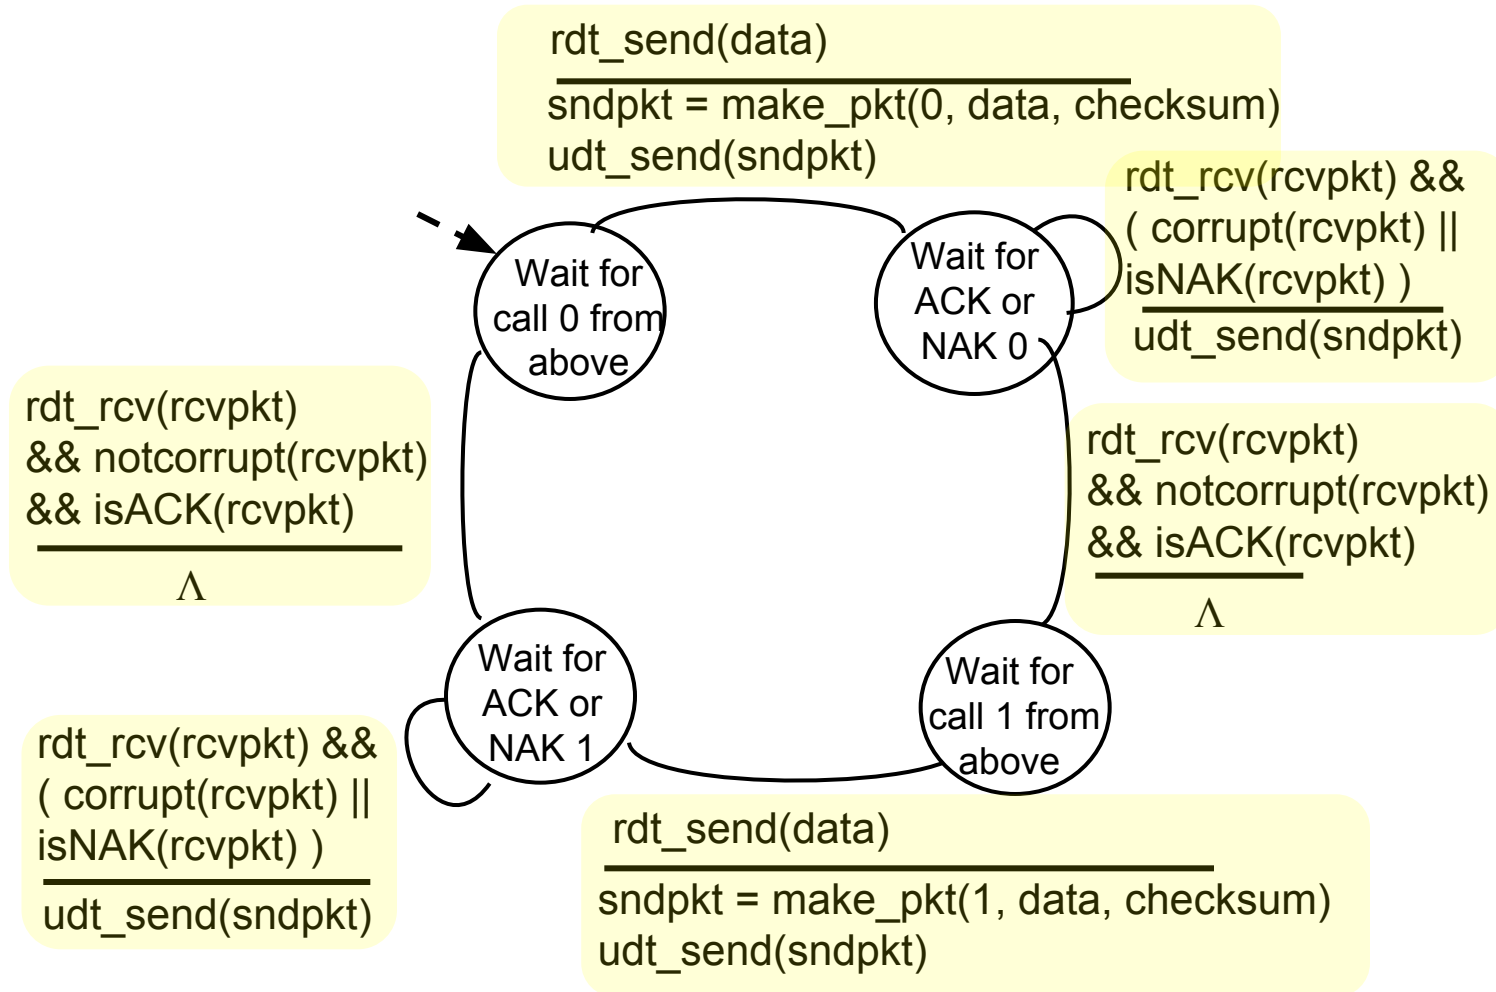 rdt_send(data)
sndpkt = make_pkt(0, data, checksum)
udt_send(sndpkt)
rdt_rcv(rcvpkt) &&
( corrupt(rcvpkt) ||
isNAK(rcvpkt) )
udt_send(sndpkt)
Wait for
call 0 from
above
Wait for
ACK or
NAK 0
rdt_rcv(rcvpkt)
&& notcorrupt(rcvpkt)
&& isACK(rcvpkt)
Λ
rdt_rcv(rcvpkt)
&& notcorrupt(rcvpkt)
&& isACK(rcvpkt)
Λ
Wait for
ACK or
NAK 1
Wait for
call 1 from
above
rdt_rcv(rcvpkt) &&
( corrupt(rcvpkt) ||
isNAK(rcvpkt) )
udt_send(sndpkt)
rdt_send(data)
sndpkt = make_pkt(1, data, checksum)
udt_send(sndpkt)